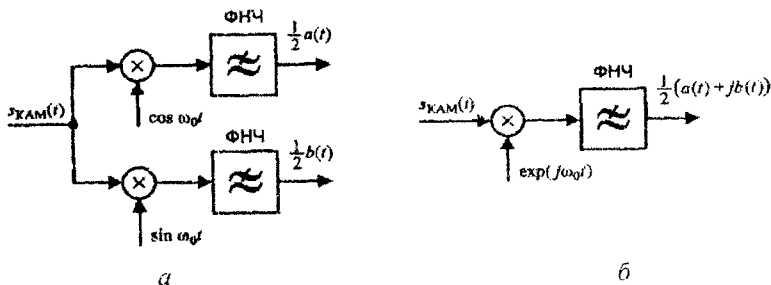 ФНЧ
½ a(t)
s_КАМ(t)
cos ω₀t
ФНЧ
½ b(t)
sin ω₀t
а
ФНЧ
½ (a(t) + jb(t))
s_КАМ(t)
exp(jω₀t)
б